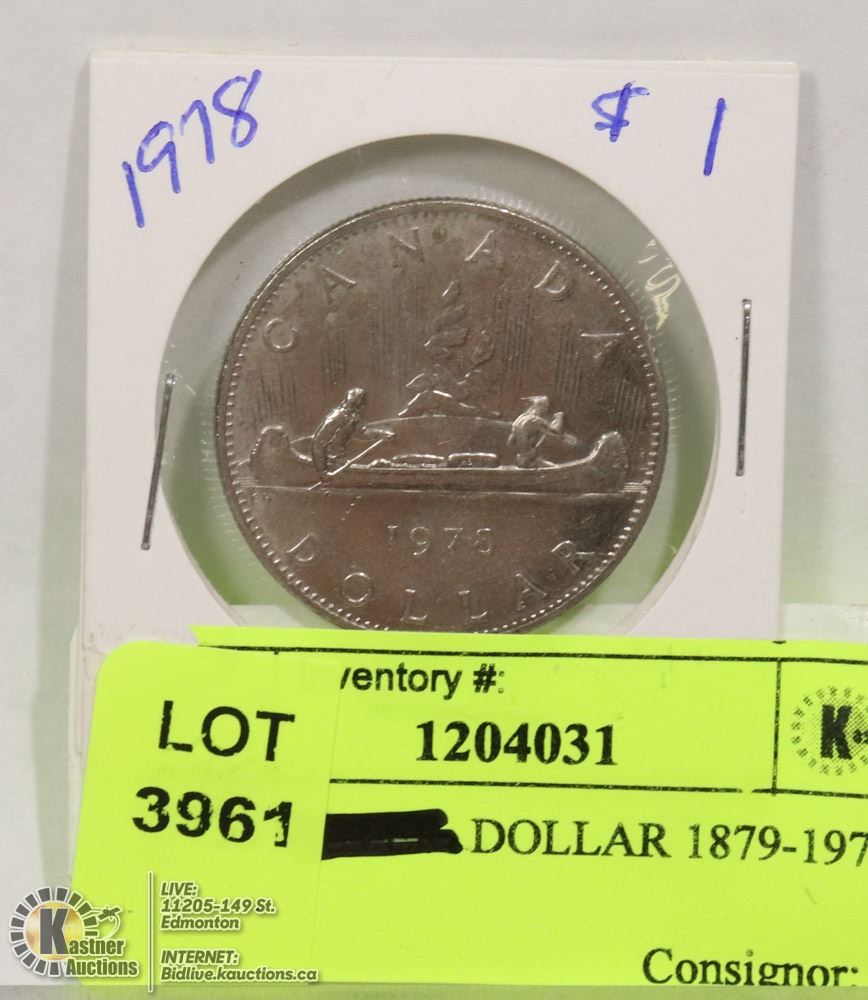 1978
$ 1
CANADA
1978
DOLLAR
ventory #:
1204031
K
LOT
3961
DOLLAR 1879-197
Consignor:
Kastner
Auctions
LIVE:
11205-149 St.
Edmonton
INTERNET:
Bidlive.kauctions.ca